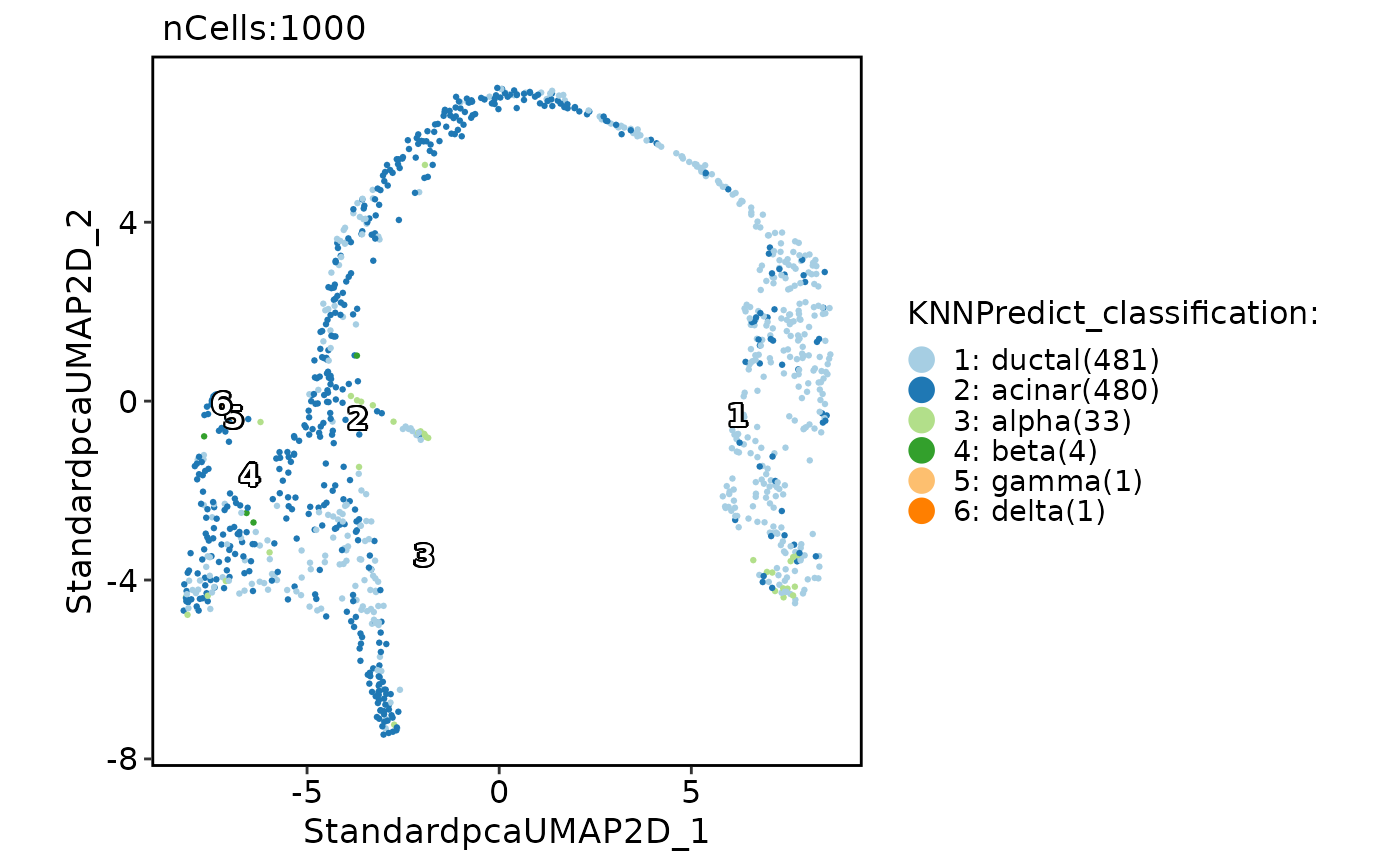 nCells:1000
StandardpcaUMAP2D_2
4
0
-4
-8
6
5
2
1
4
3
-5
0
5
StandardpcaUMAP2D_1
KNNPredict_classification:
1: ductal(481)
2: acinar(480)
3: alpha(33)
4: beta(4)
5: gamma(1)
6: delta(1)